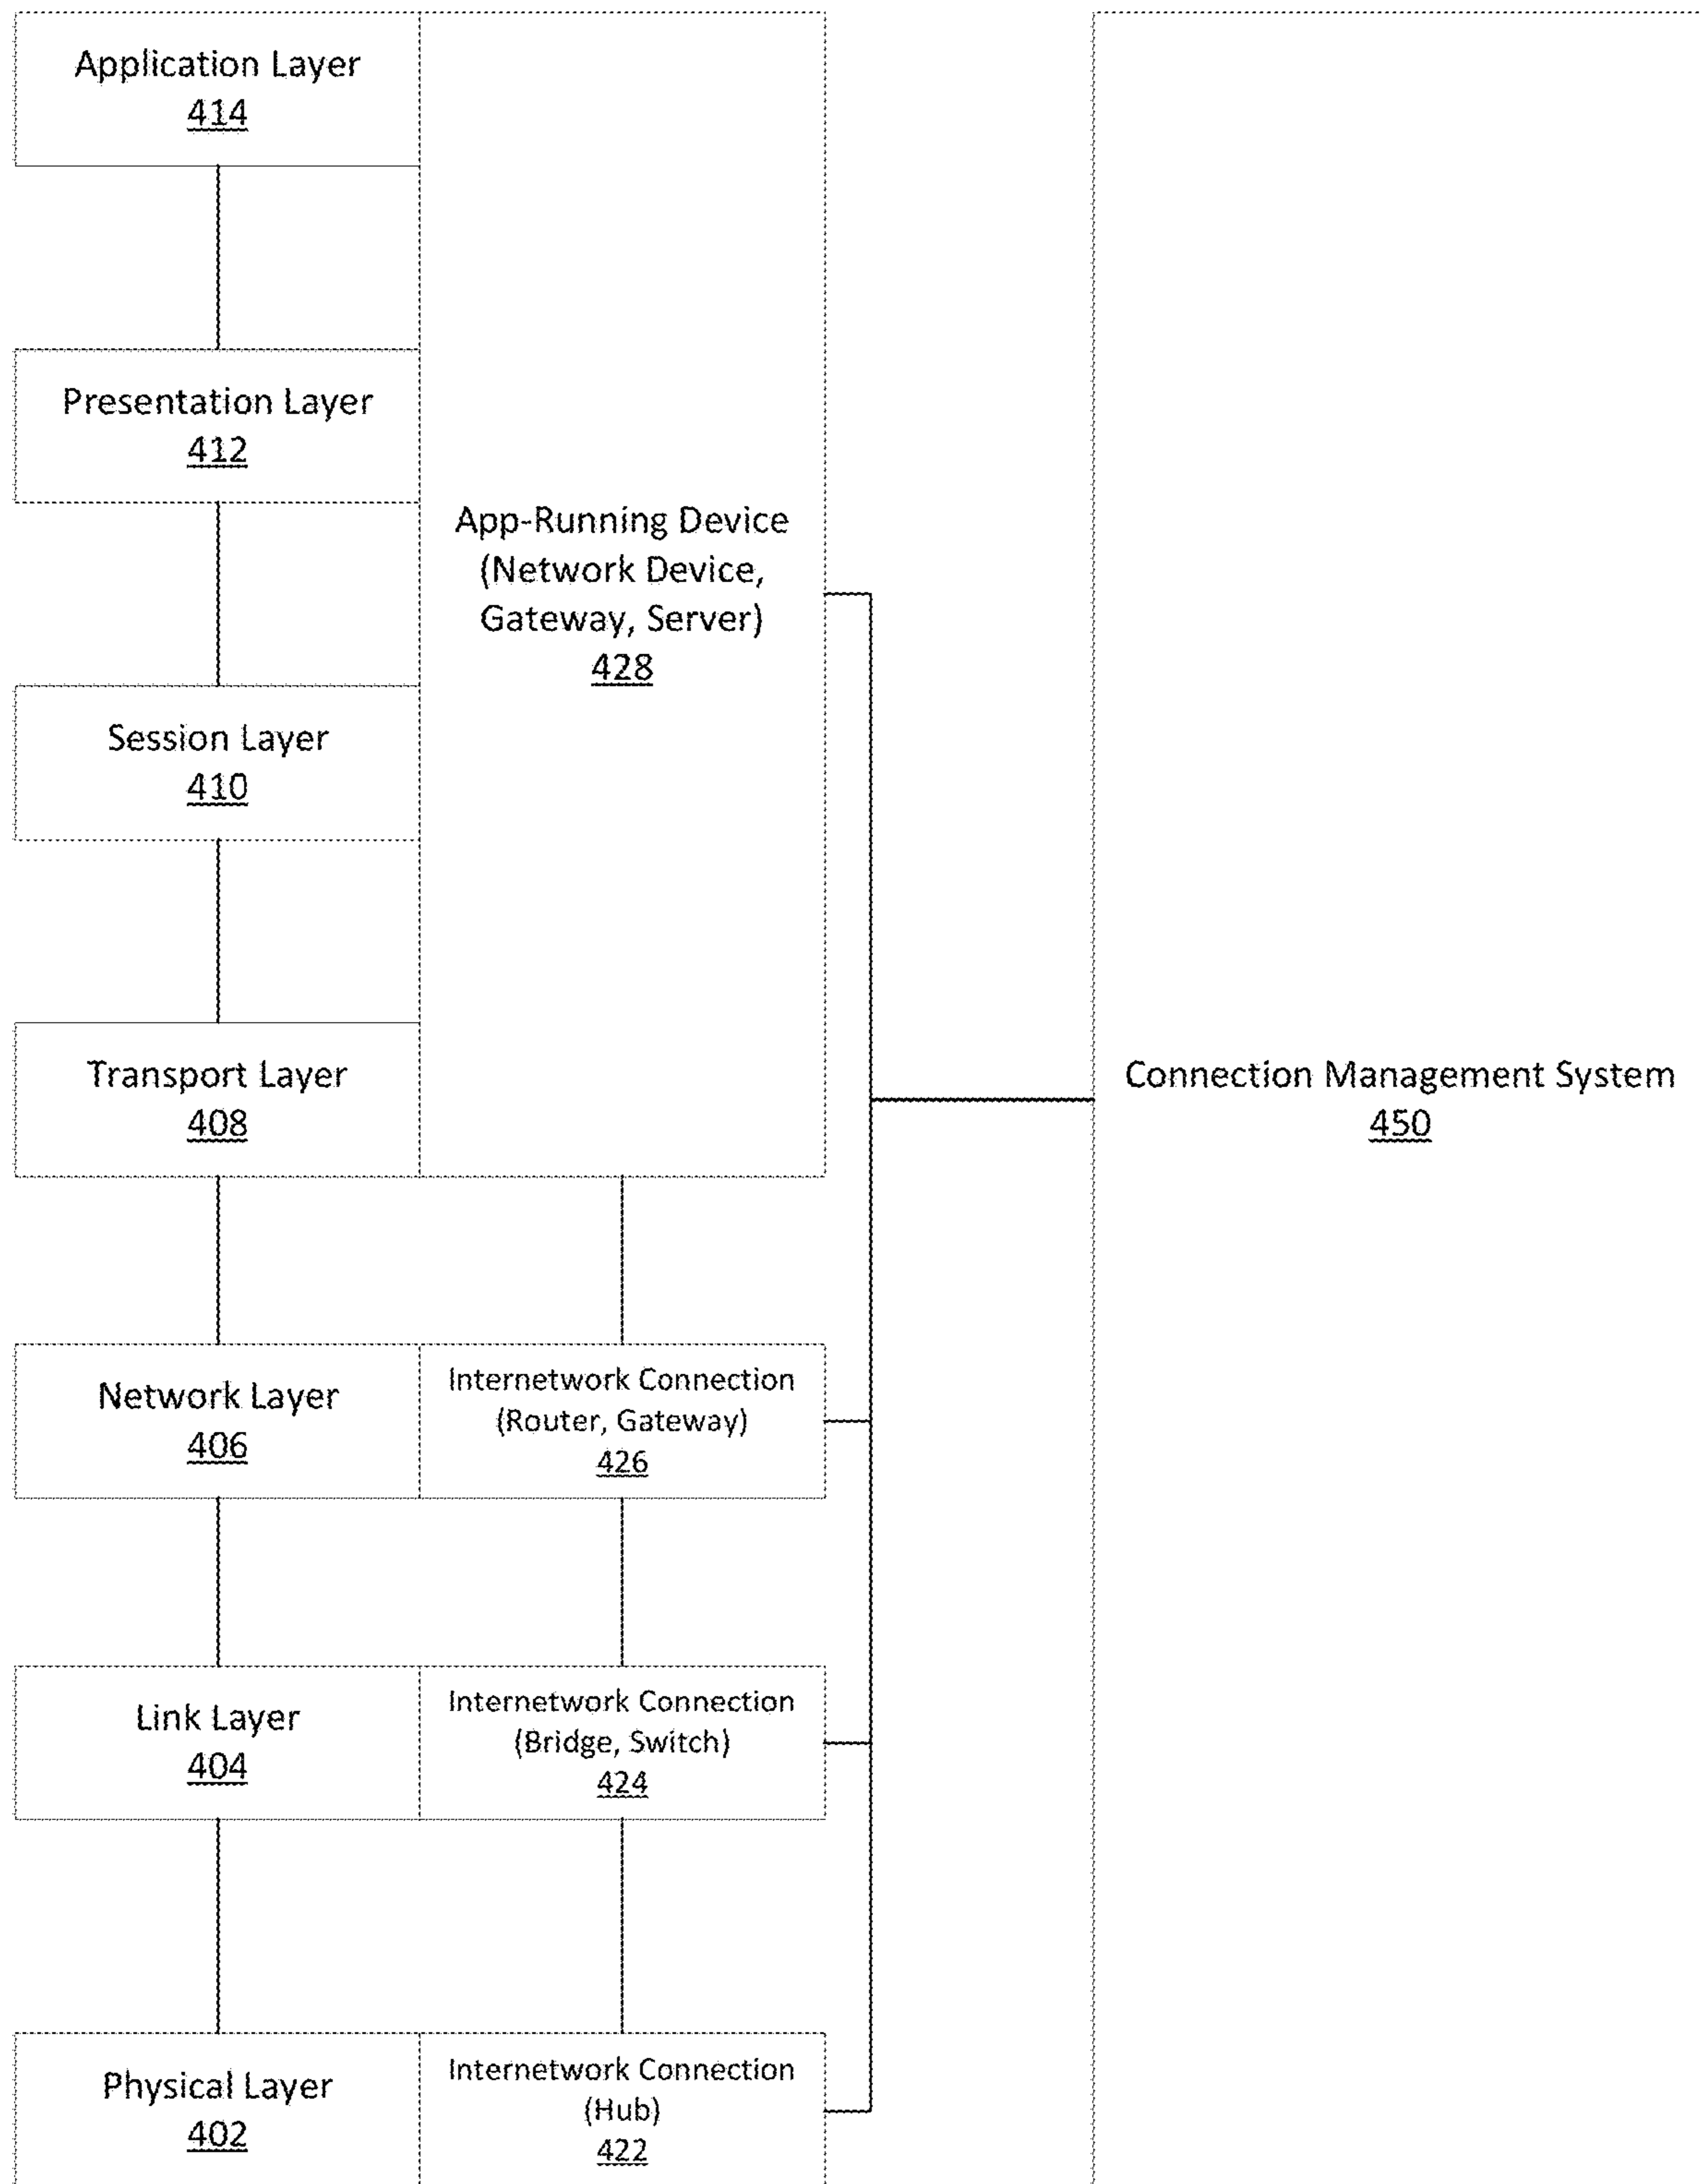 Application Layer
414
Presentation Layer
412
App-Running Device
(Network Device,
Gateway, Server)
428
Session Layer
410
Transport Layer
408
Connection Management System
450
Network Layer
406
Internetwork Connection
(Router, Gateway)
426
Link Layer
404
Internetwork Connection
(Bridge, Switch)
424
Physical Layer
402
Internetwork Connection
(Hub)
422